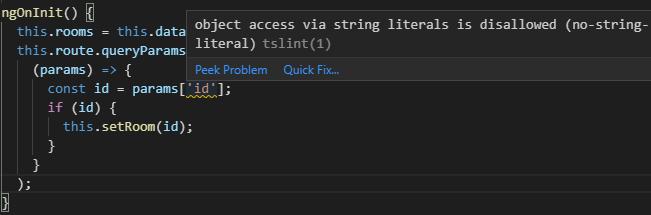 ngOnInit() {
this.rooms = this.data
this.route.queryParams
(params) => {
const id = params['id'];
if (id) {
this.setRoom(id);
}
}
);
}
object access via string literals is disallowed (no-string-
literal) tslint(1)
Peek Problem Quick Fix...